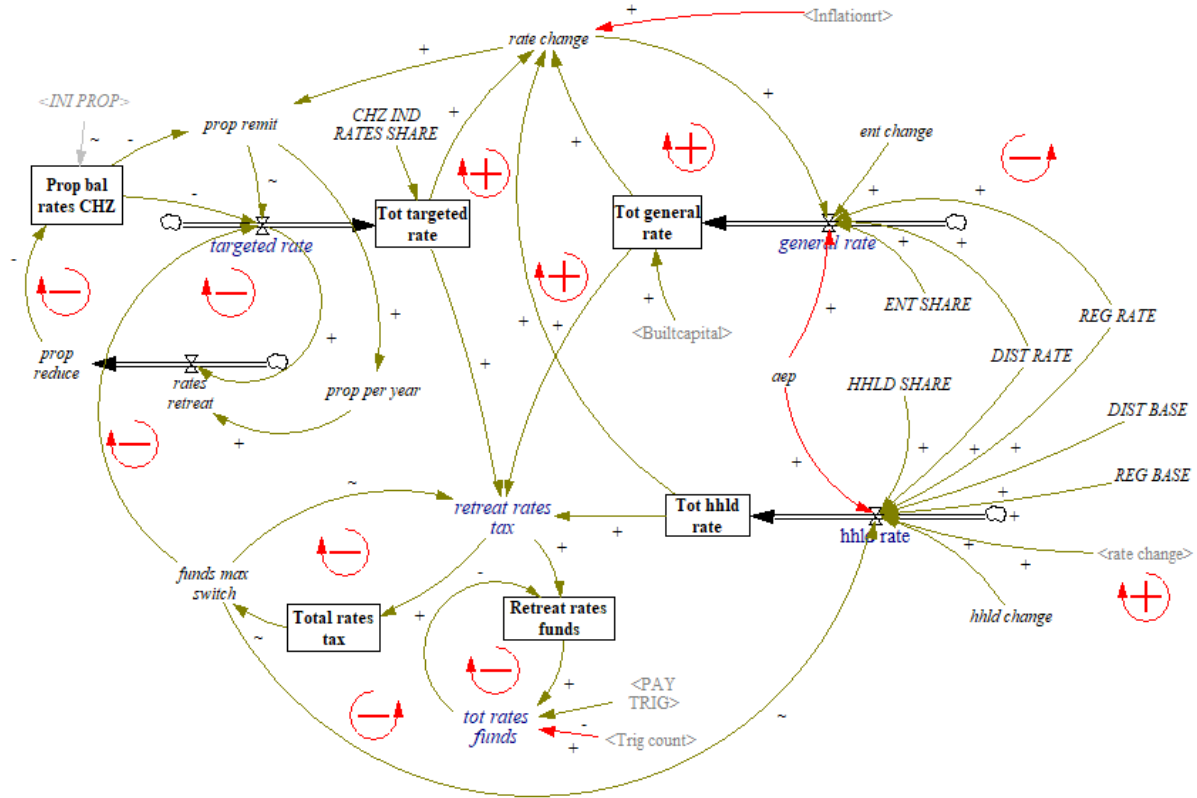 <Inflationrt>
rate change
<INI PROP>
prop remit
CHZ IND
RATES SHARE
ent change
Prop bal
rates CHZ
Tot targeted
rate
Tot general
rate
targeted rate
general rate
ENT SHARE
REG RATE
<Builtcapital>
DIST RATE
prop
reduce
rates
retreat
prop per year
aep
HHLD SHARE
DIST BASE
REG BASE
retreat rates
tax
Tot hhld
rate
hhld rate
<rate change>
funds max
switch
Total rates
tax
Retreat rates
funds
hhld change
<PAY
TRIG>
tot rates
funds
<Trig count>